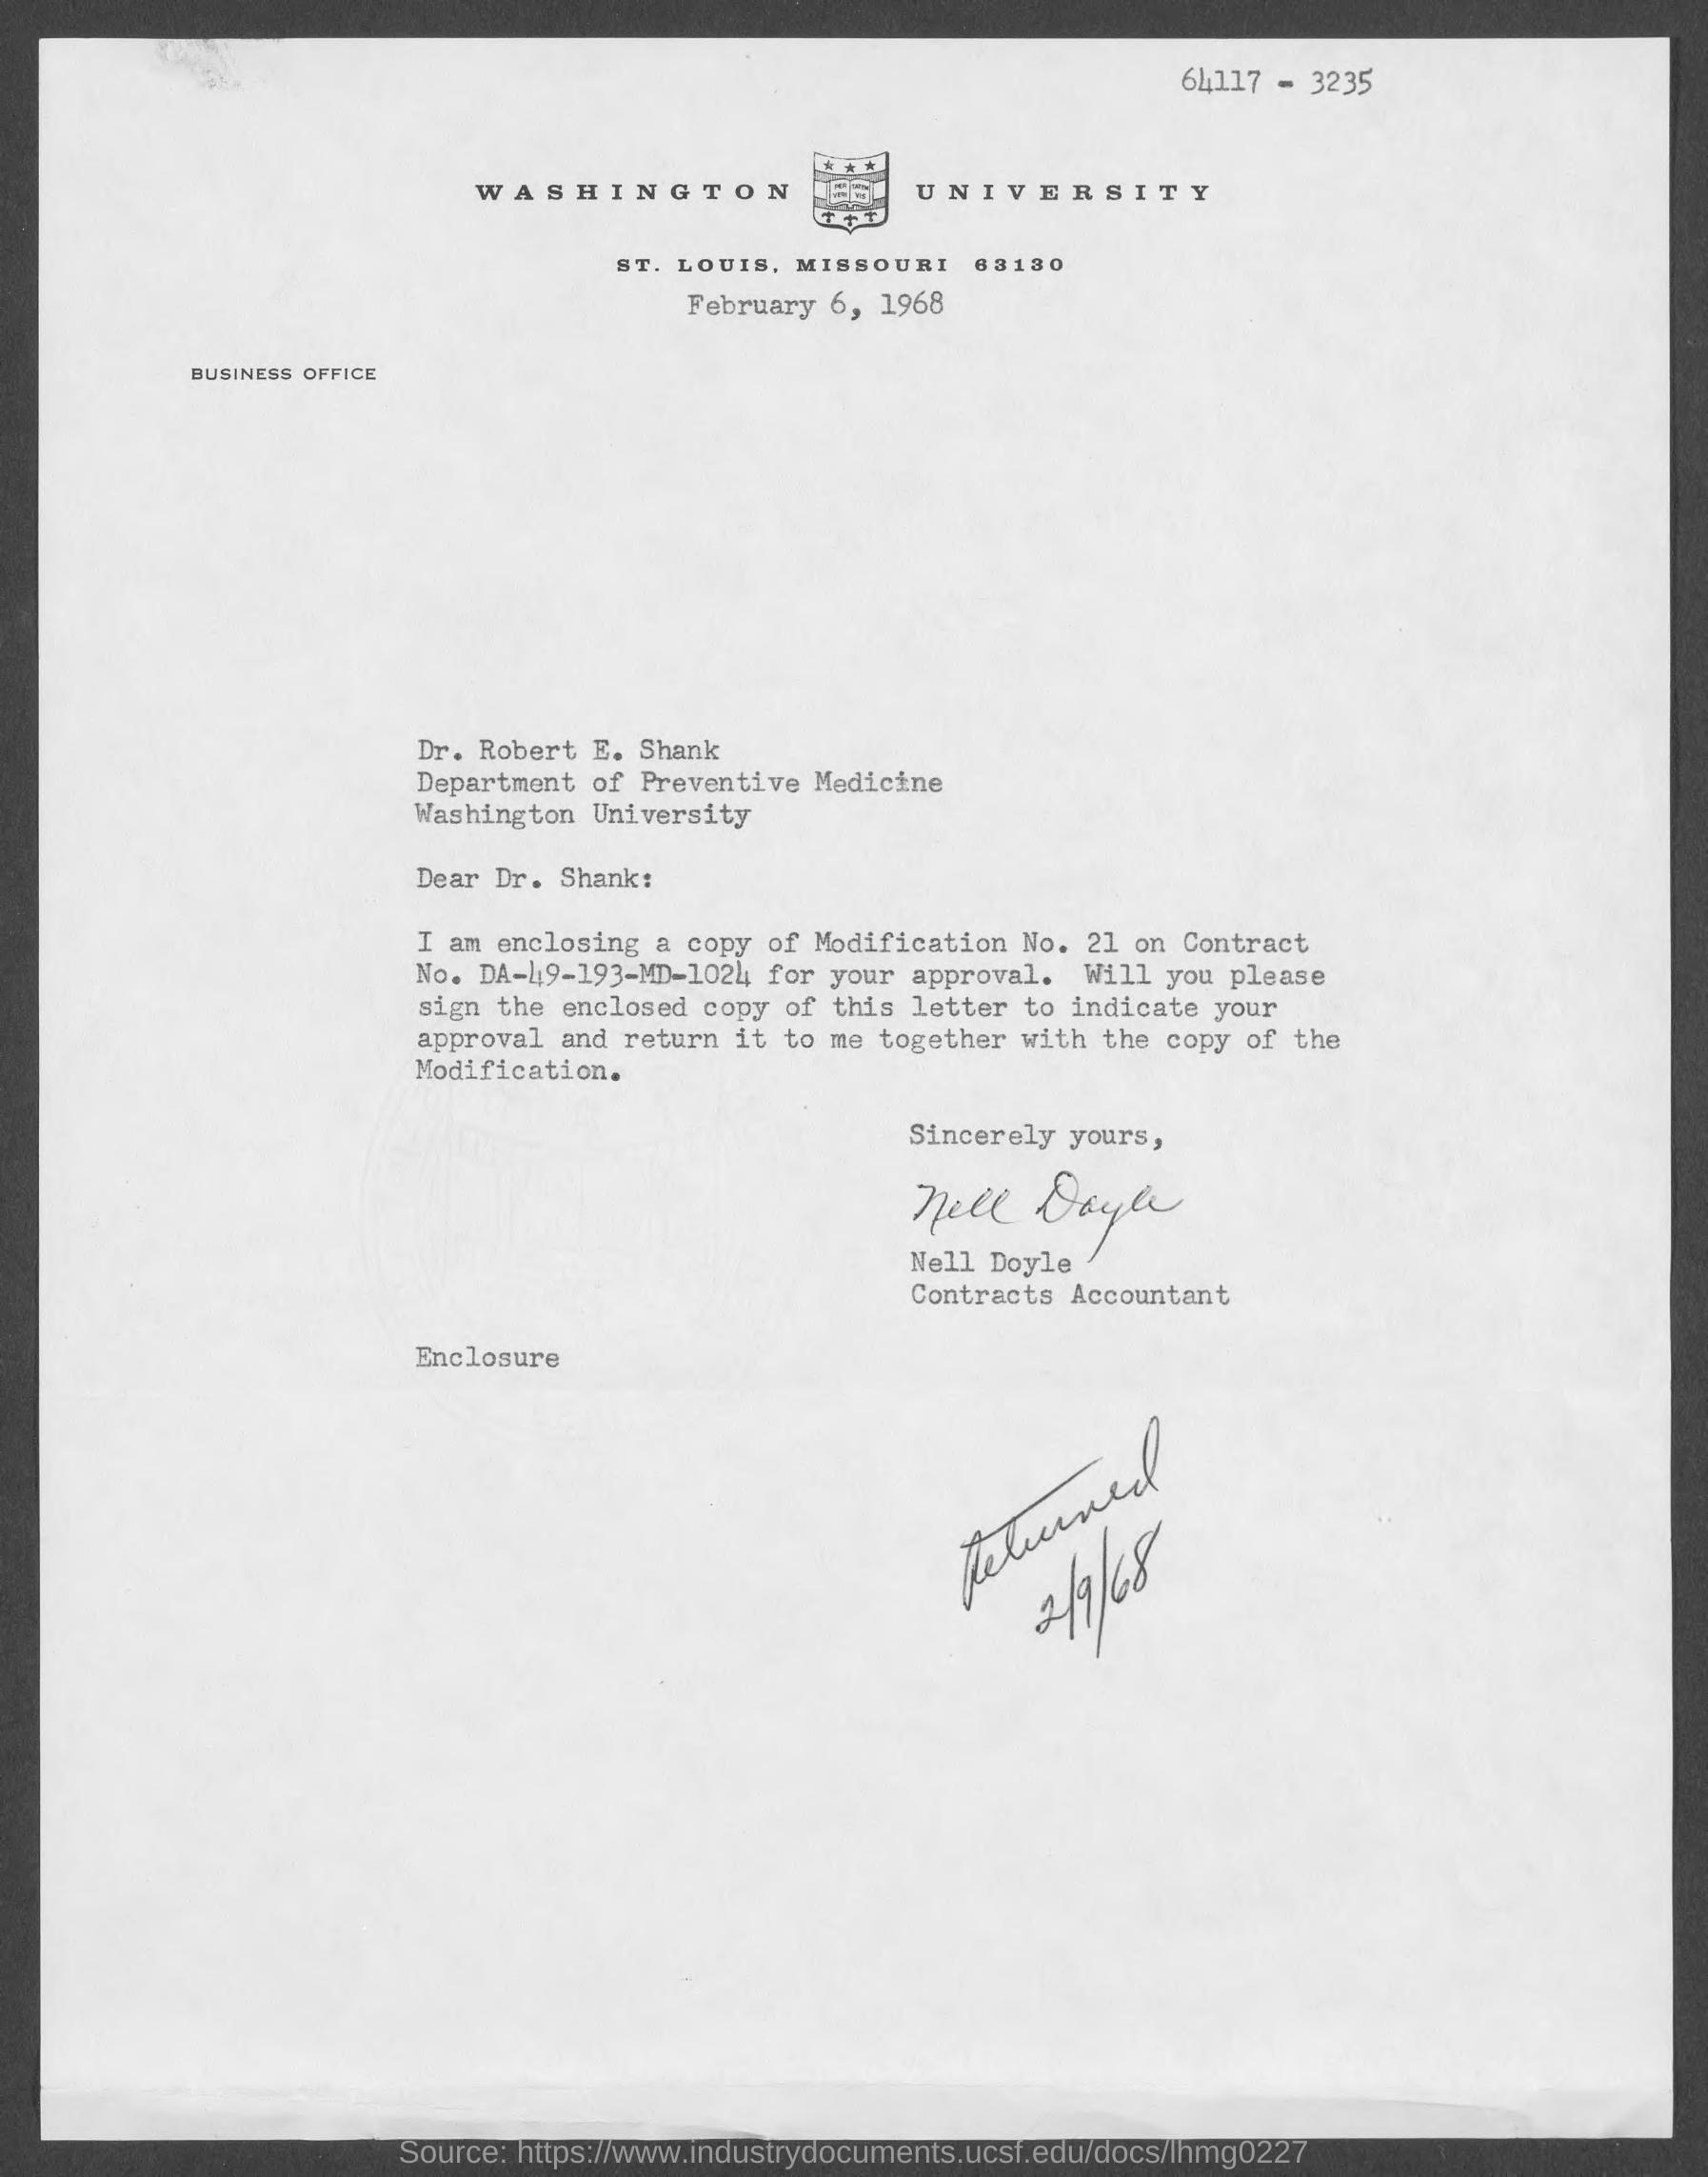 64117 - 3235
WASHINGTON UNIVERSITY
PER VERI TATEM VIS
ST. LOUIS, MISSOURI 63130
February 6, 1968
BUSINESS OFFICE
Dr. Robert E. Shank
Department of Preventive Medicine
Washington University
Dear Dr. Shank:
I am enclosing a copy of Modification No. 21 on Contract
No. DA-49-193-MD-1024 for your approval. Will you please
sign the enclosed copy of this letter to indicate your
approval and return it to me together with the copy of the
Modification.
Sincerely yours,
Nell Doyle
Nell Doyle
Contracts Accountant
Enclosure
Returned
2/9/68
Source: https://www.industrydocuments.ucsf.edu/docs/lhmg0227